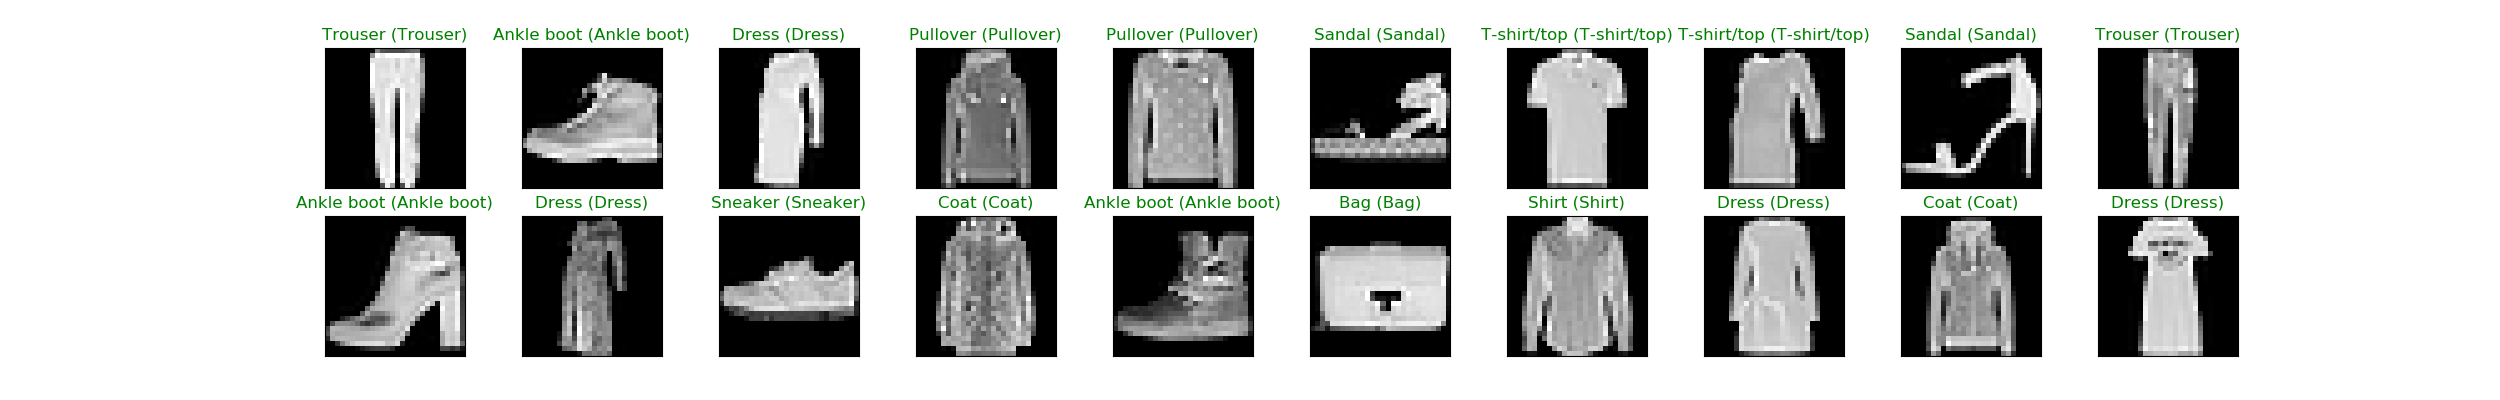 Trouser (Trouser) Ankle boot (Ankle boot) Dress (Dress) Pullover (Pullover) Pullover (Pullover) Sandal (Sandal) T-shirt/top (T-shirt/top) T-shirt/top (T-shirt/top) Sandal (Sandal) Trouser (Trouser)
Ankle boot (Ankle boot) Dress (Dress) Sneaker (Sneaker) Coat (Coat) Ankle boot (Ankle boot) Bag (Bag) Shirt (Shirt) Dress (Dress) Coat (Coat) Dress (Dress)